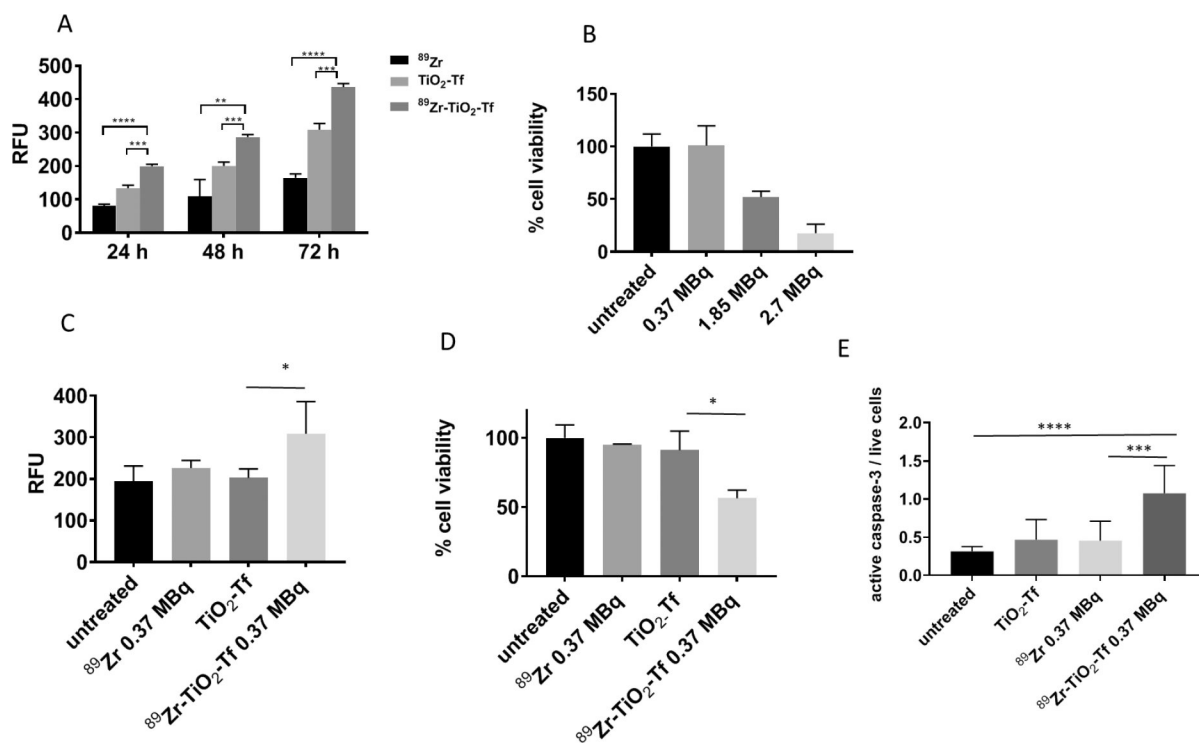 A
500
400
300
200
100
0
RFU
24 h 48 h 72 h
**** *** ** *** **** ***
⁸⁹Zr
TiO₂-Tf
⁸⁹Zr-TiO₂-Tf
B
150
100
50
0
% cell viability
untreated
0.37 MBq
1.85 MBq
2.7 MBq
C
400
300
200
100
0
RFU
*
untreated
⁸⁹Zr 0.37 MBq
TiO₂-Tf
⁸⁹Zr-TiO₂-Tf 0.37 MBq
D
100
50
0
% cell viability
*
untreated
⁸⁹Zr 0.37 MBq
TiO₂-Tf
⁸⁹Zr-TiO₂-Tf 0.37 MBq
E
2.0
1.5
1.0
0.5
0.0
active caspase-3 / live cells
****
***
untreated
TiO₂-Tf
⁸⁹Zr 0.37 MBq
⁸⁹Zr-TiO₂-Tf 0.37 MBq